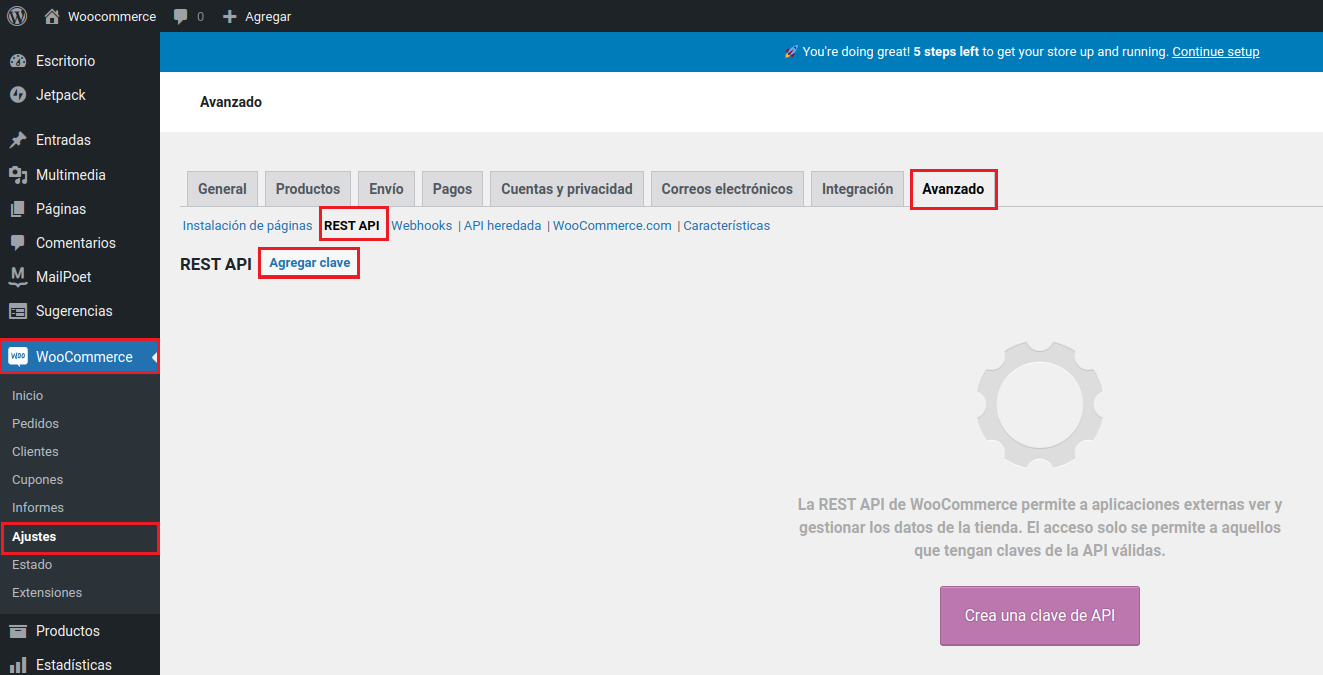 Woocommerce 0 Agregar
🚀 You're doing great! 5 steps left to get your store up and running. Continue setup
Escritorio
Jetpack
Entradas
Multimedia
Páginas
Comentarios
MailPoet
Sugerencias
WooCommerce
Inicio
Pedidos
Clientes
Cupones
Informes
Ajustes
Estado
Extensiones
Productos
Estadísticas
Avanzado
General Productos Envío Pagos Cuentas y privacidad Correos electrónicos Integración Avanzado
Instalación de páginas REST API Webhooks | API heredada | WooCommerce.com | Características
REST API Agregar clave
La REST API de WooCommerce permite a aplicaciones externas ver y
gestionar los datos de la tienda. El acceso solo se permite a aquellos
que tengan claves de la API válidas.
Crea una clave de API